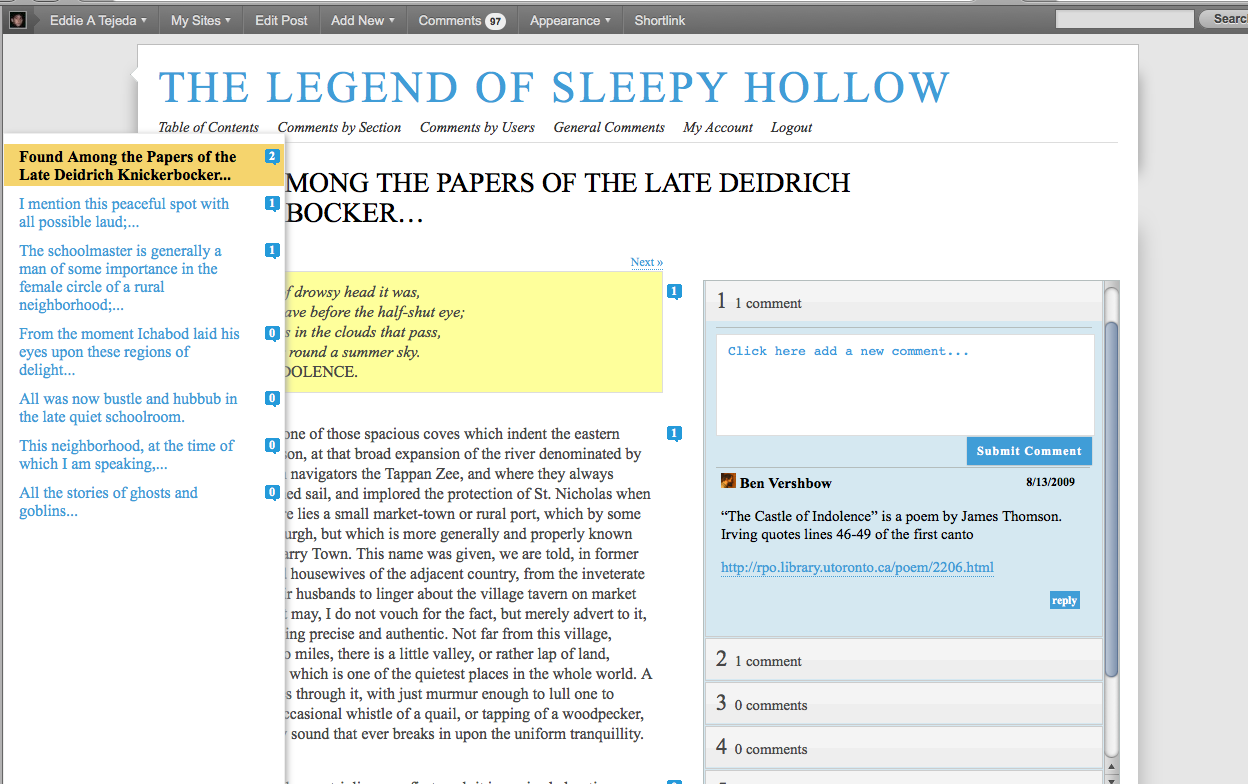 Eddie A Tejeda My Sites Edit Post Add New Comments 97 Appearance Shortlink
THE LEGEND OF SLEEPY HOLLOW
Table of Contents Comments by Section Comments by Users General Comments My Account Logout
Found Among the Papers of the 2
Late Deidrich Knickerbocker...
I mention this peaceful spot with 1
all possible laud;...
The schoolmaster is generally a 1
man of some importance in the
female circle of a rural
neighborhood;...
From the moment Ichabod laid his 0
eyes upon these regions of
delight...
All was now bustle and hubbub in 0
the late quiet schoolroom.
This neighborhood, at the time of 0
which I am speaking,...
All the stories of ghosts and 0
goblins...
MONG THE PAPERS OF THE LATE DEIDRICH
BOCKER…
Next »
f drowsy head it was, 1
ave before the half-shut eye;
s in the clouds that pass,
round a summer sky.
DOLENCE.
one of those spacious coves which indent the eastern 1
son, at that broad expansion of the river denominated by
navigators the Tappan Zee, and where they always
ed sail, and implored the protection of St. Nicholas when
e lies a small market-town or rural port, which by some
urgh, but which is more generally and properly known
arry Town. This name was given, we are told, in former
housewives of the adjacent country, from the inveterate
r husbands to linger about the village tavern on market
may, I do not vouch for the fact, but merely advert to it,
ing precise and authentic. Not far from this village,
o miles, there is a little valley, or rather lap of land,
which is one of the quietest places in the whole world. A
s through it, with just murmur enough to lull one to
ccasional whistle of a quail, or tapping of a woodpecker,
sound that ever breaks in upon the uniform tranquillity.
1 1 comment
Click here add a new comment...
Submit Comment
Ben Vershbow 8/13/2009
“The Castle of Indolence” is a poem by James Thomson.
Irving quotes lines 46-49 of the first canto
http://rpo.library.utoronto.ca/poem/2206.html
reply
2 1 comment
3 0 comments
4 0 comments